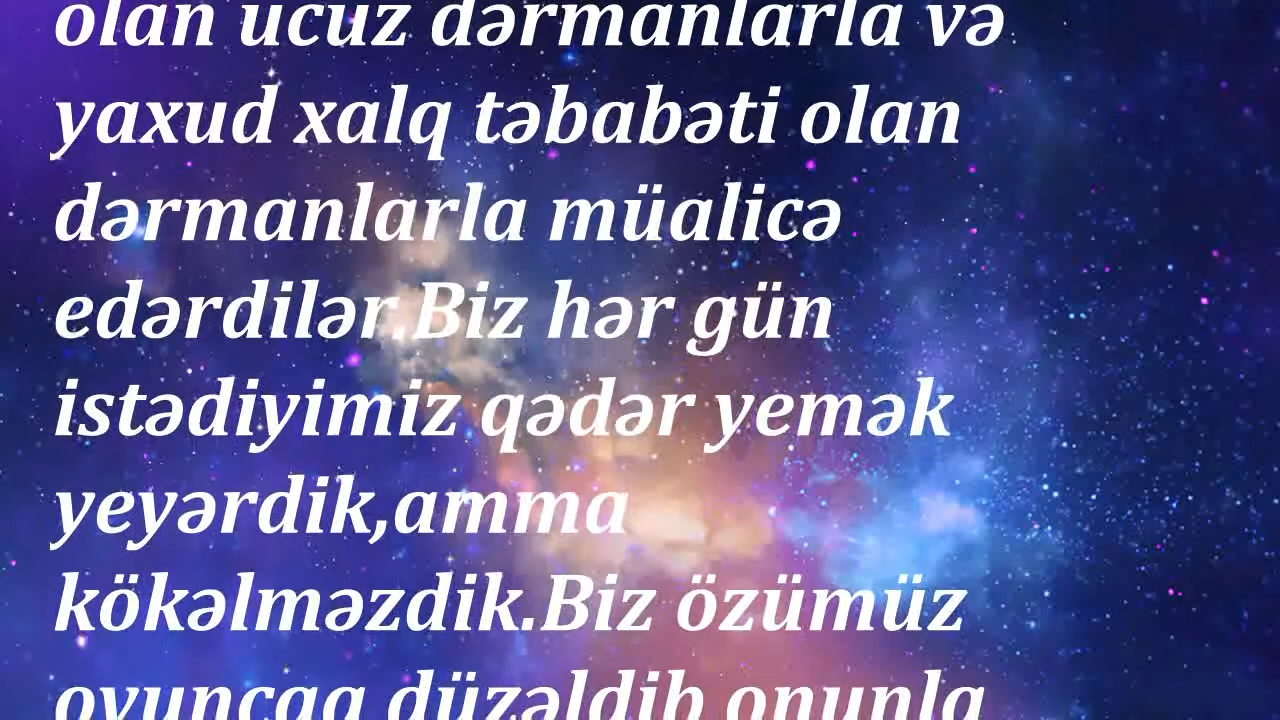 olan ucuz dərmanlarla və
yaxud xalq təbabəti olan
dərmanlarla müalicə
edərdilər.Biz hər gün
istədiyimiz qədər yemək
yeyərdik,amma
kökəlməzdik.Biz özümüz
oyuncaq düzəldib onunla